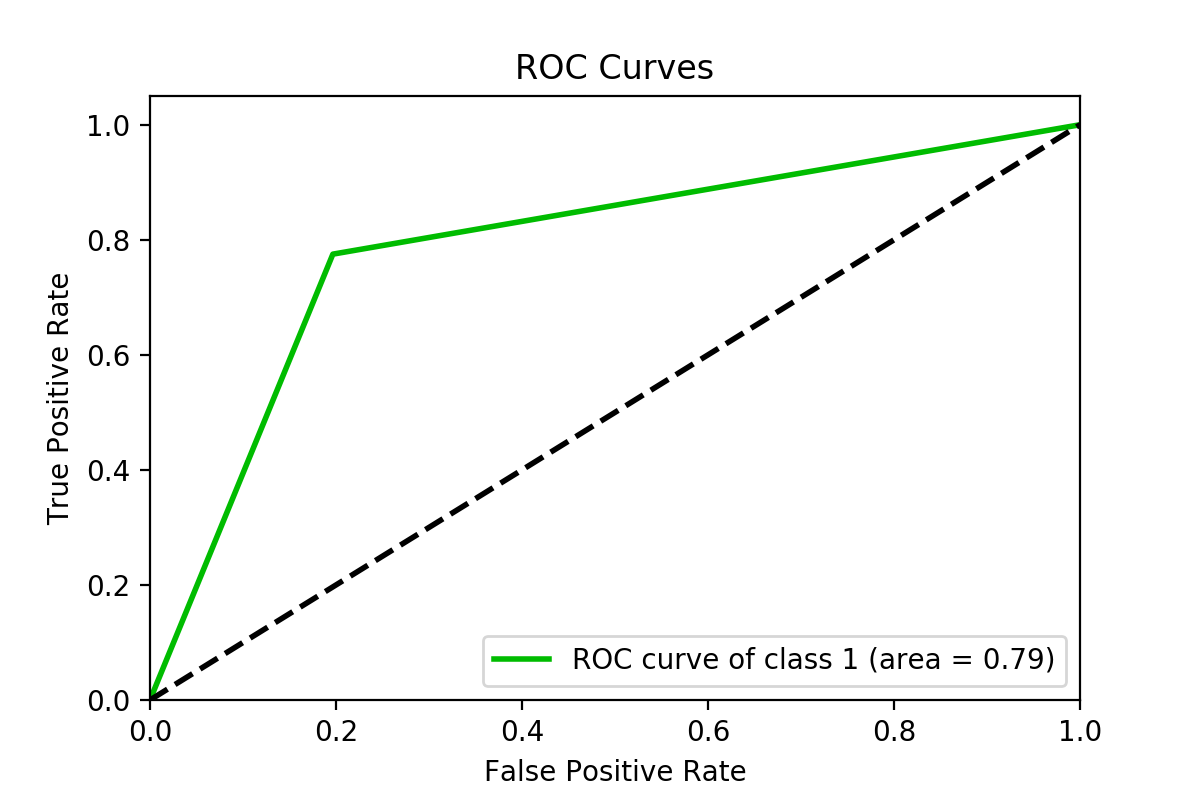 ROC Curves
1.0
0.8
0.6
0.4
0.2
0.0
True Positive Rate
ROC curve of class 1 (area = 0.79)
0.0 0.2 0.4 0.6 0.8 1.0
False Positive Rate